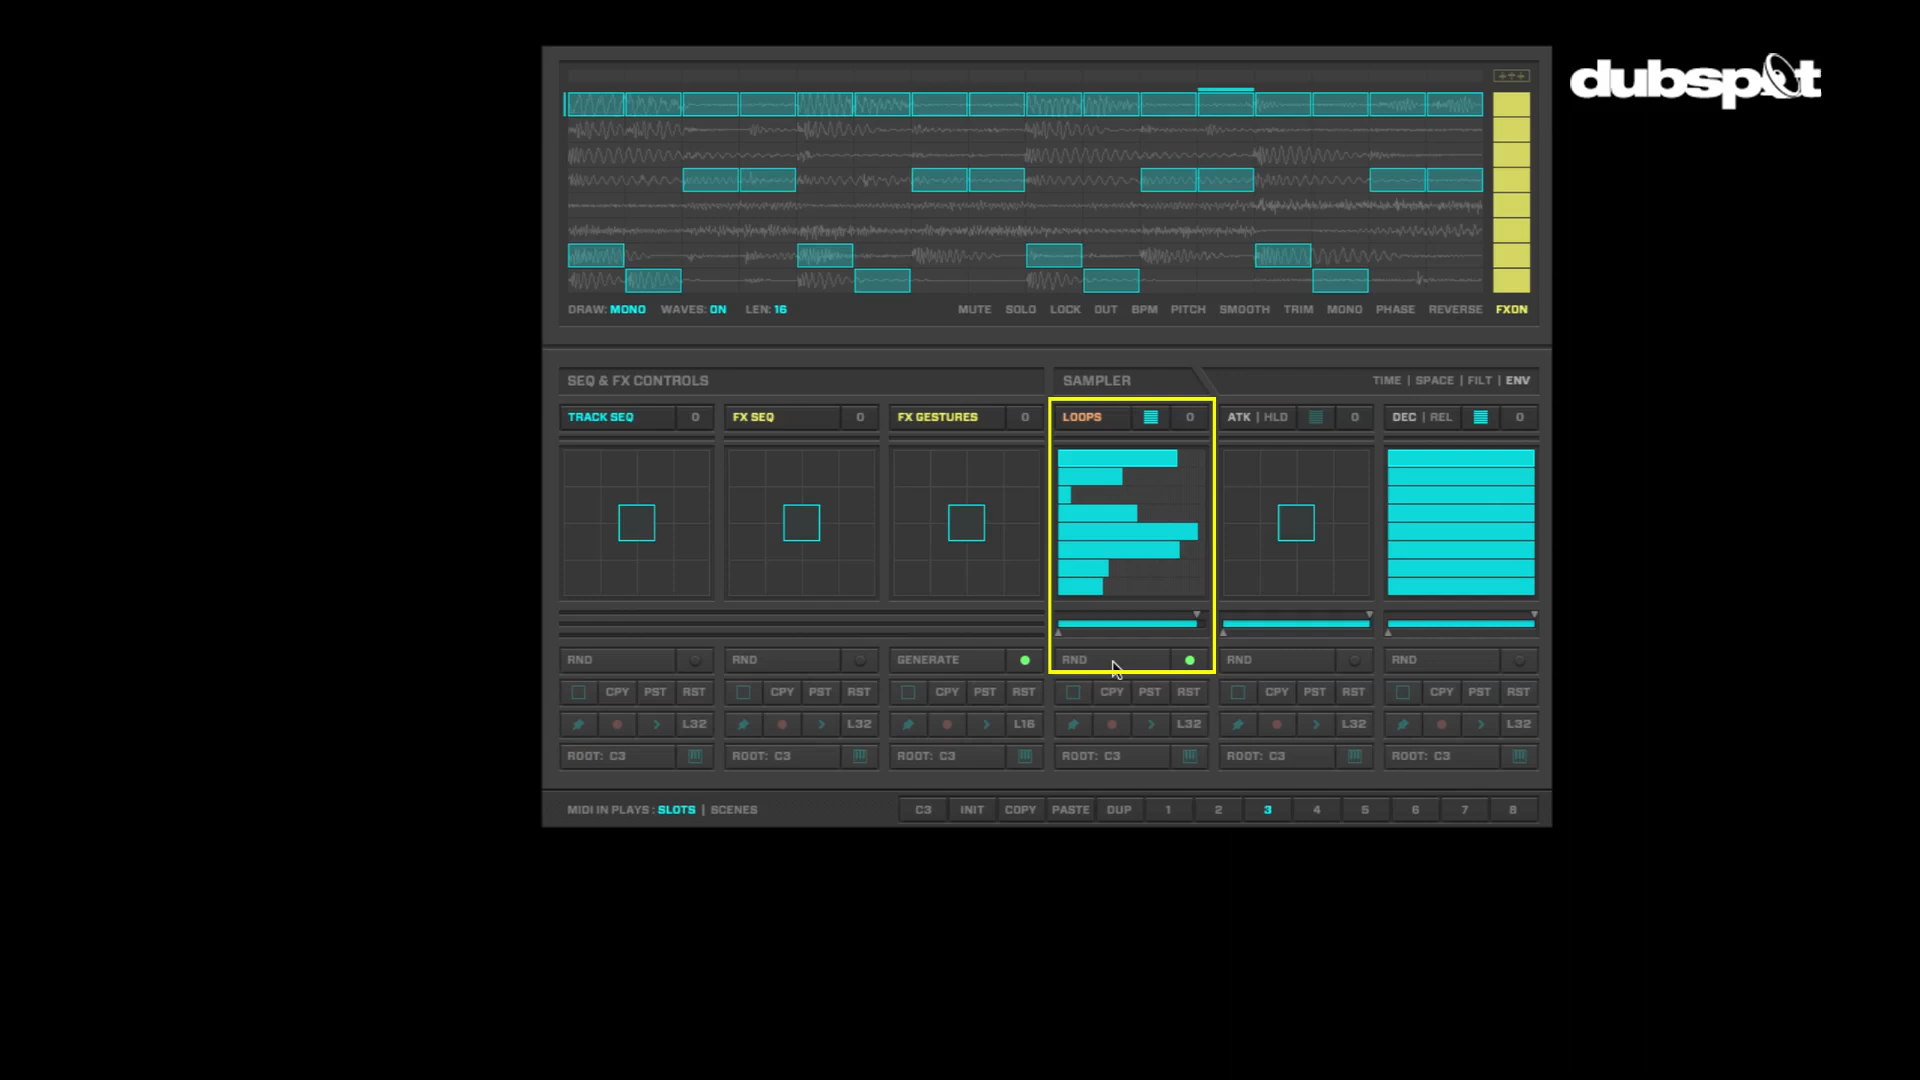 dubspot
DRAW: MONO WAVES: ON LEN: 16 MUTE SOLO LOCK OUT BPM PITCH SMOOTH TRIM MONO PHASE REVERSE FXON
SEQ & FX CONTROLS SAMPLER TIME | SPACE | FILT | ENV
TRACK SEQ 0 FX SEQ 0 FX GESTURES 0 LOOPS 0 ATK | HLD 0 DEC | REL 0
RND RND GENERATE RND RND RND
CPY PST RST CPY PST RST CPY PST RST CPY PST RST CPY PST RST CPY PST RST
L32 L32 L16 L32 L32 L32
ROOT: C3 ROOT: C3 ROOT: C3 ROOT: C3 ROOT: C3 ROOT: C3
MIDI IN PLAYS: SLOTS | SCENES C3 INIT COPY PASTE DUP 1 2 3 4 5 6 7 8